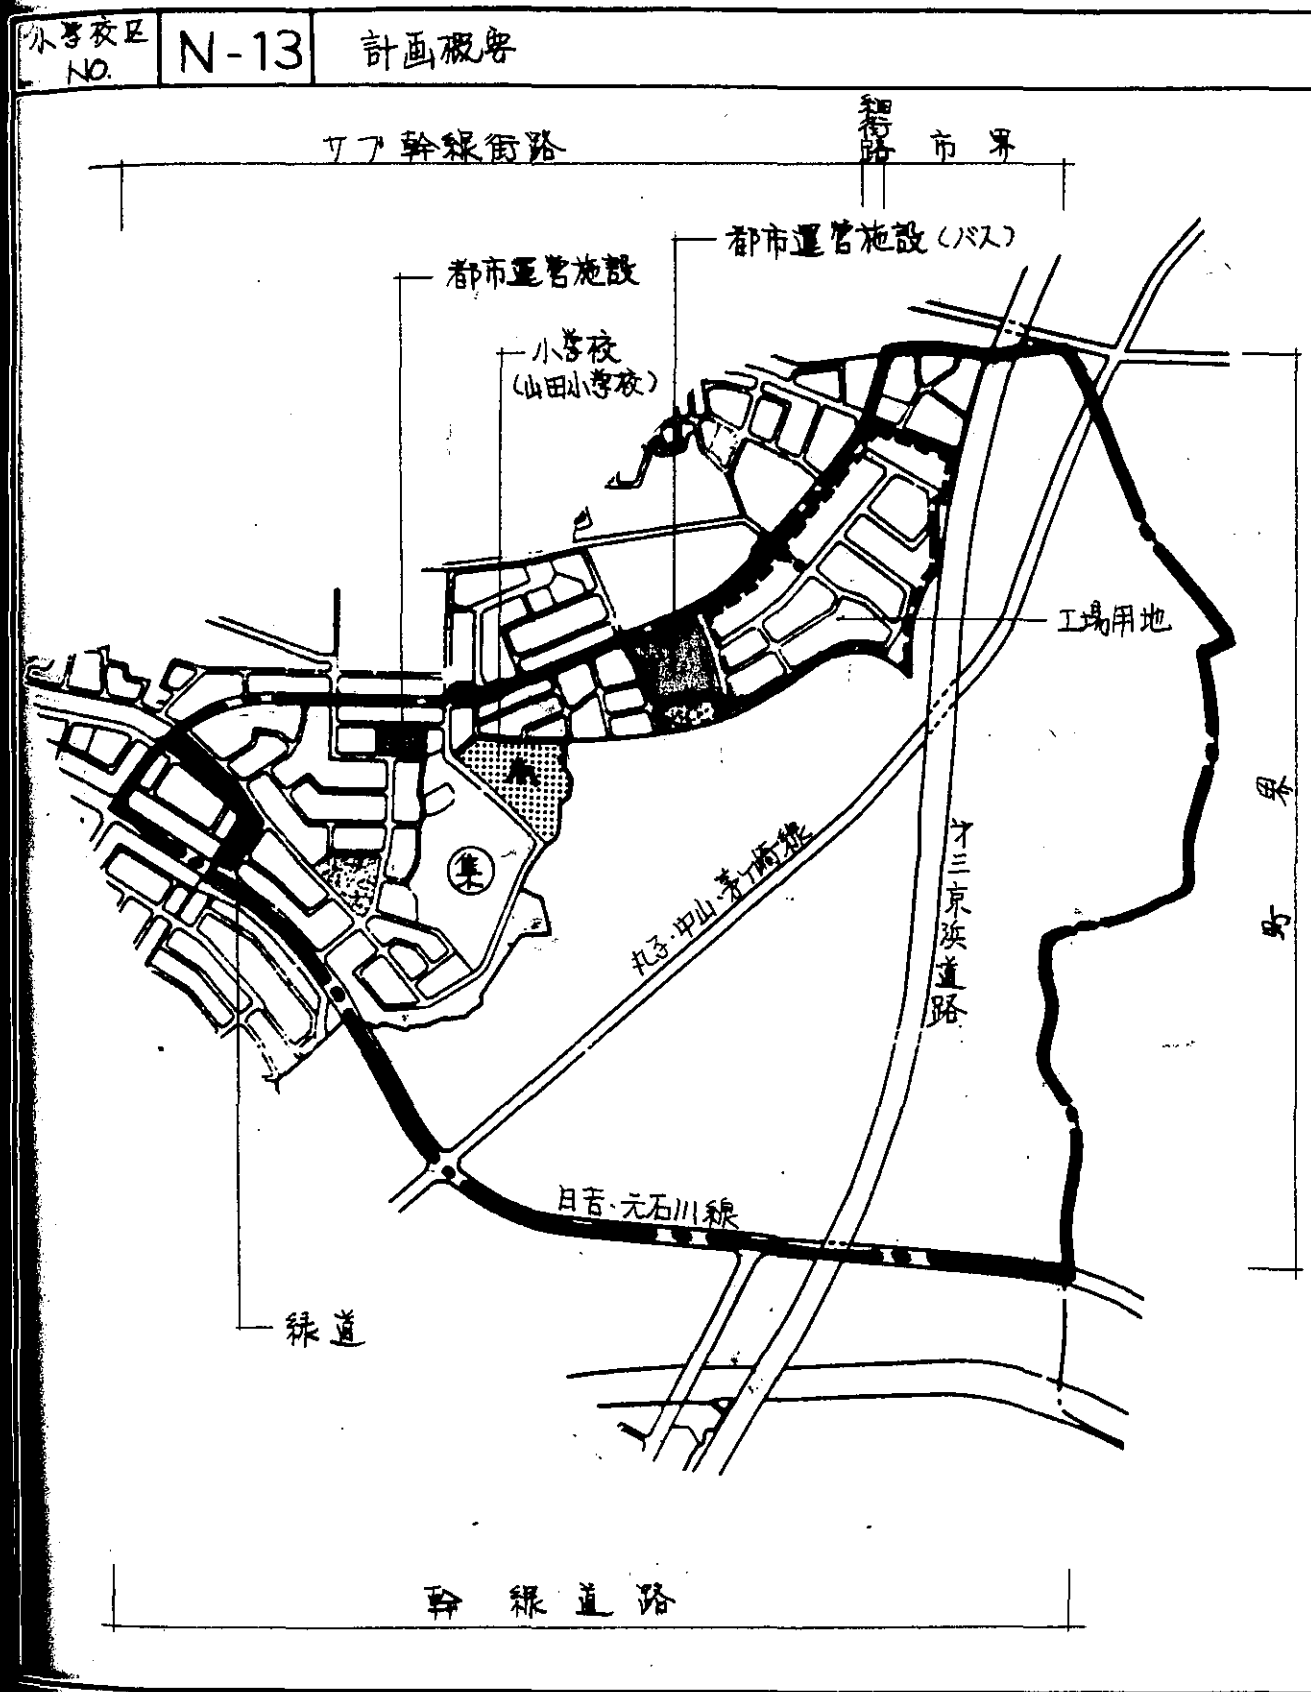 小学校区
NO.
N-13
計画概要
サブ幹線街路
細街路
市界
都市運営施設(バス)
都市運営施設
小学校
(山田小学校)
工場用地
集
丸子・中山・茅ヶ崎線
才三京浜道路
日吉・元石川線
緑道
町界
幹線道路